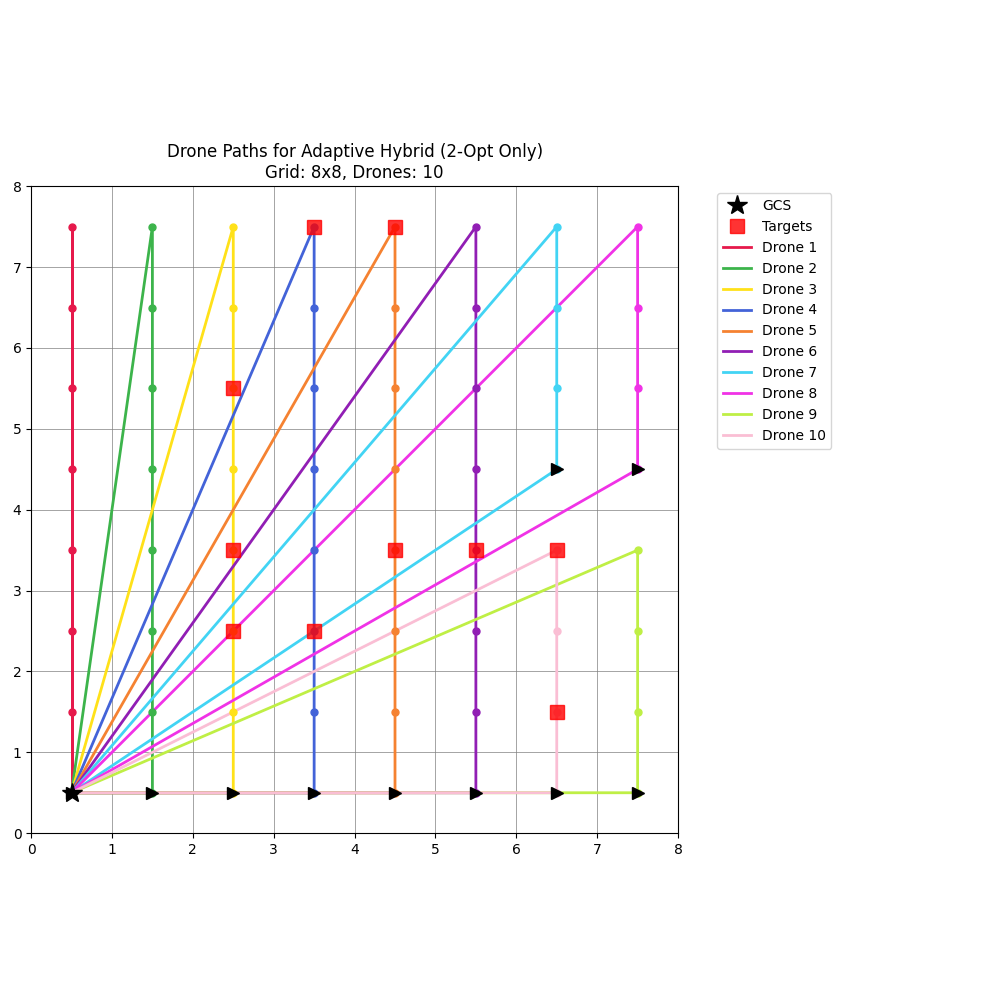 Drone Paths for Adaptive Hybrid (2-Opt Only)
Grid: 8x8, Drones: 10
8
7
6
5
4
3
2
1
0
0 1 2 3 4 5 6 7 8
GCS
Targets
Drone 1
Drone 2
Drone 3
Drone 4
Drone 5
Drone 6
Drone 7
Drone 8
Drone 9
Drone 10